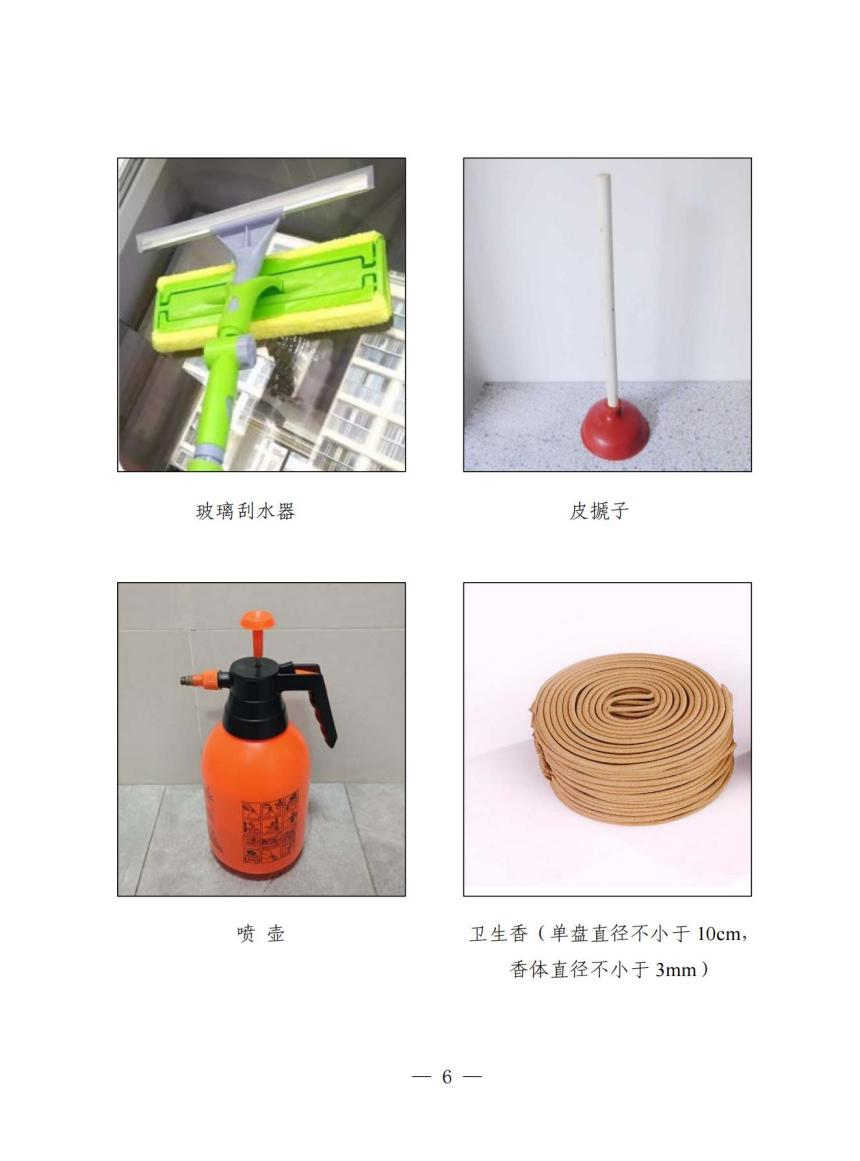 玻璃刮水器
皮搋子
喷 壶
卫生香（单盘直径不小于 10cm，
香体直径不小于 3mm）
— 6 —